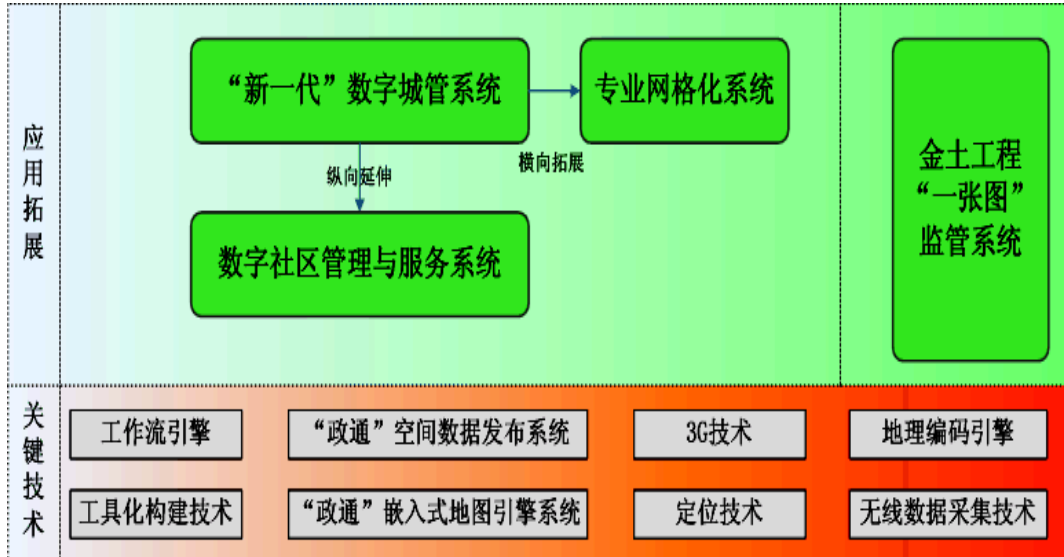 应用拓展
“新一代”数字城管系统
专业网格化系统
横向拓展
纵向延伸
数字社区管理与服务系统
金土工程
“一张图”
监管系统
关键技术
工作流引擎
“政通”空间数据发布系统
3G技术
地理编码引擎
工具化构建技术
“政通”嵌入式地图引擎系统
定位技术
无线数据采集技术